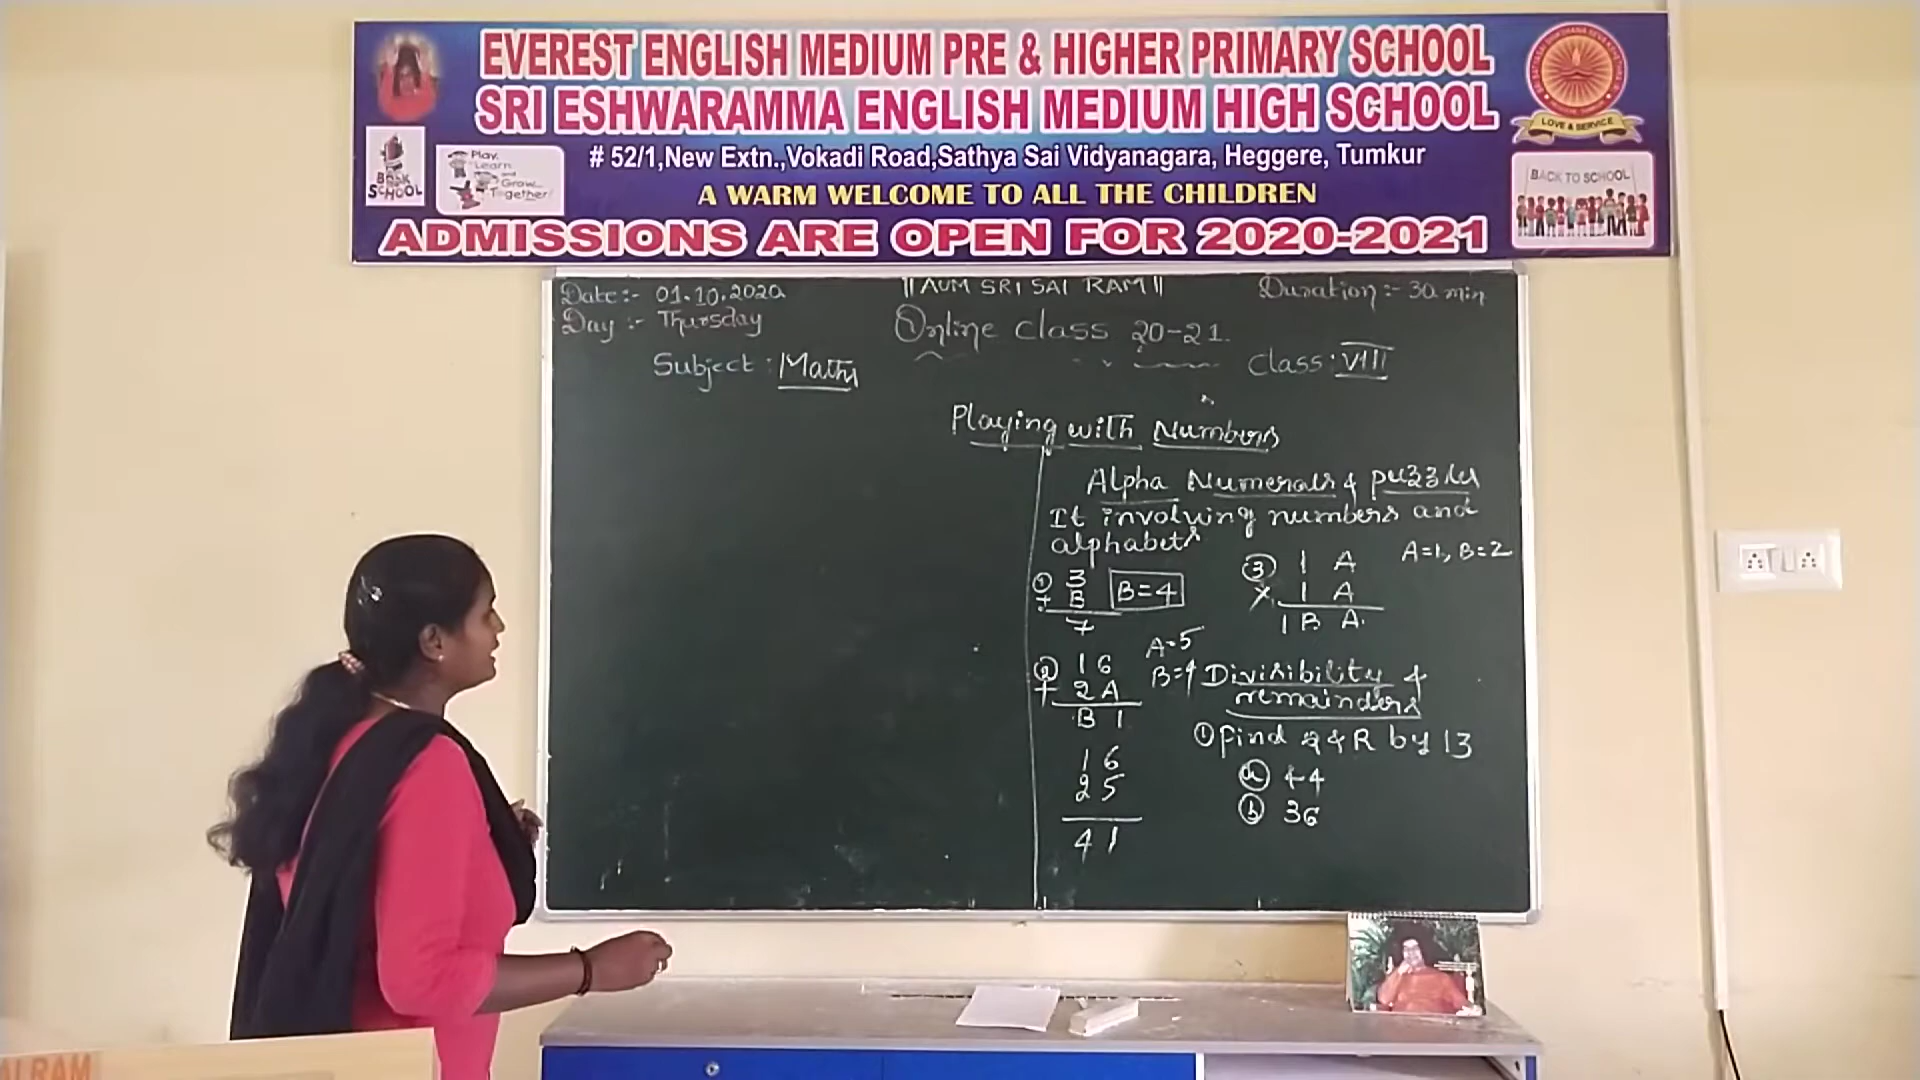 EVEREST ENGLISH MEDIUM PRE & HIGHER PRIMARY SCHOOL
SRI ESHWARAMMA ENGLISH MEDIUM HIGH SCHOOL
# 52/1,New Extn.,Vokadi Road,Sathya Sai Vidyanagara, Heggere, Tumkur
A WARM WELCOME TO ALL THE CHILDREN
ADMISSIONS ARE OPEN FOR 2020-2021
BACK TO SCHOOL
Play,
Learn
and
Grow
Together!
LOVE & SERVICE
BACK TO SCHOOL
Date:- 01.10.2020
Day :- Thursday
|| AUM SRI SAI RAM ||
Duration :- 30 min
Online class 20-21.
Subject : Maths
Class : VIII
Playing with Numbers
Alpha Numerals & puzzles
It involving numbers and
alphabets
① 3
+ B
7
B=4
② 1 6
+ 2 A
B 1
A=5
B=4
1 6
2 5
4 1
③ 1 A
× 1 A
1 B A.
A=1, B=2
Divisibility &
remainders
① find q & R by 13
ⓐ 44
ⓑ 36
AI RAM